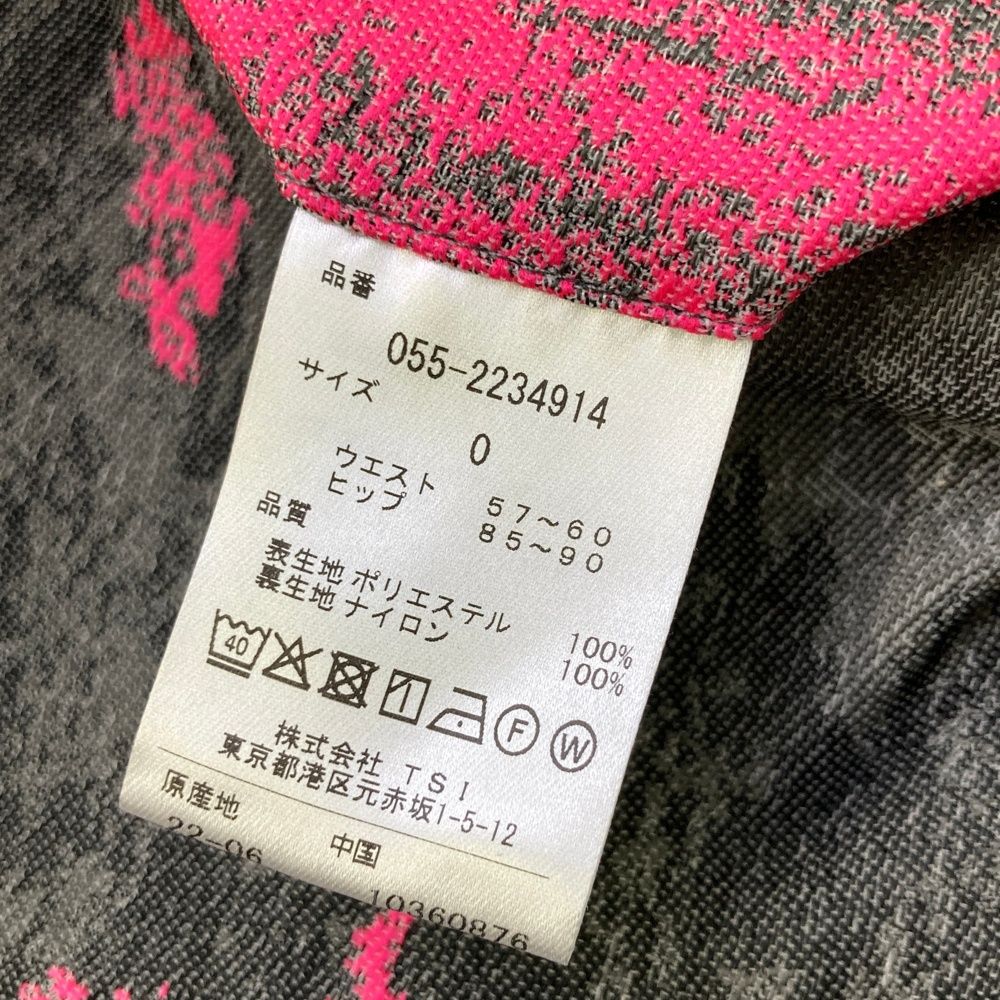 品番
055-2234914
サイズ
0
ウエスト 57～60
ヒップ 85～90
品質
表生地 ポリエステル 100%
裏生地 ナイロン 100%
40
F
W
株式会社 TSI
東京都港区元赤坂1-5-12
原産地 中国
22-06 10360876